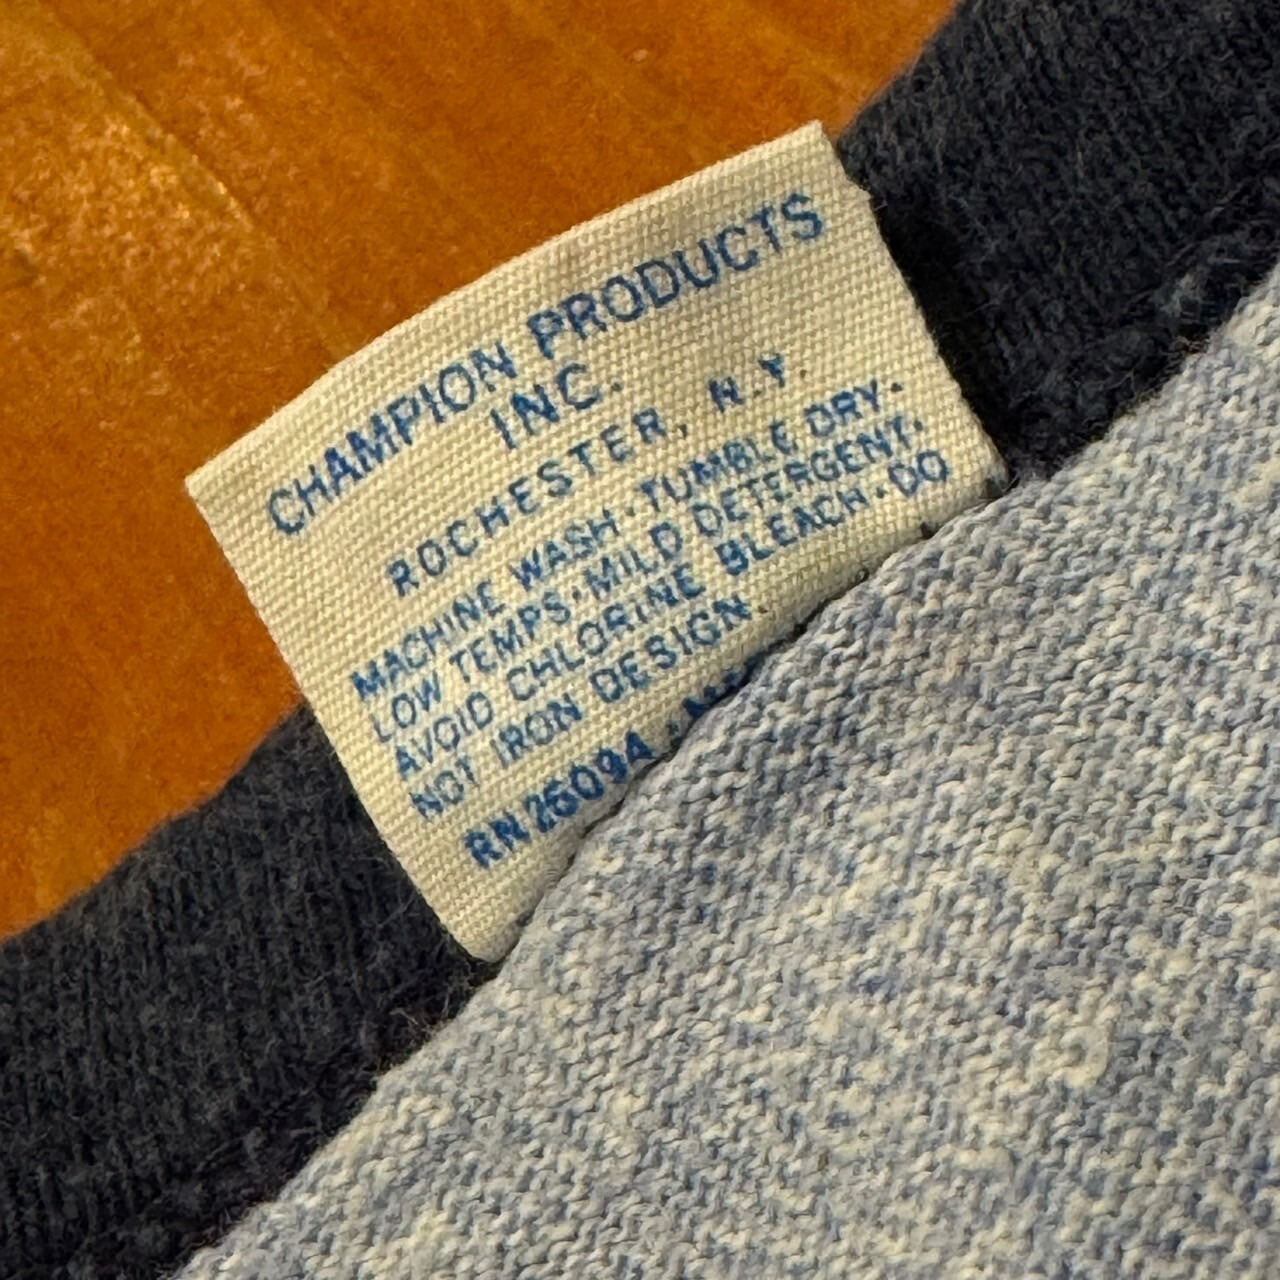 CHAMPION PRODUCTS
INC.
ROCHESTER, N.Y.
MACHINE WASH · TUMBLE DRY ·
LOW TEMPS · MILD DETERGENT.
AVOID CHLORINE BLEACH · DO
NOT IRON DESIGN.
RN 26094